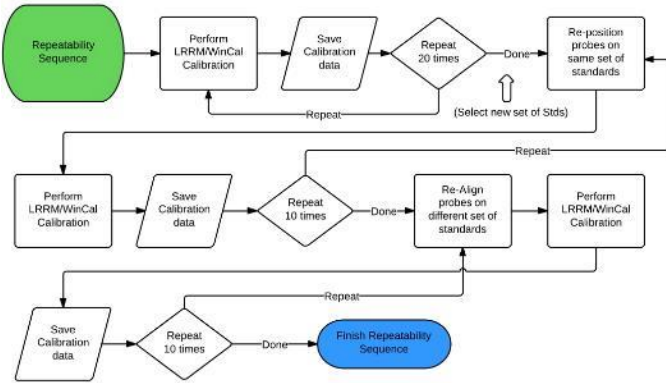 Repeatability
Sequence
Perform
LRRM/WinCal
Calibration
Save
Calibration
data
Repeat
20 times
Done
Re-position
probes on
same set of
standards
Repeat
(Select new set of Stds)
Repeat
Perform
LRRM/WinCal
Calibration
Save
Calibration
data
Repeat
10 times
Done
Re-Align
probes on
different set of
standards
Perform
LRRM/WinCal
Calibration
Repeat
Save
Calibration
data
Repeat
10 times
Done
Finish Repeatability
Sequence